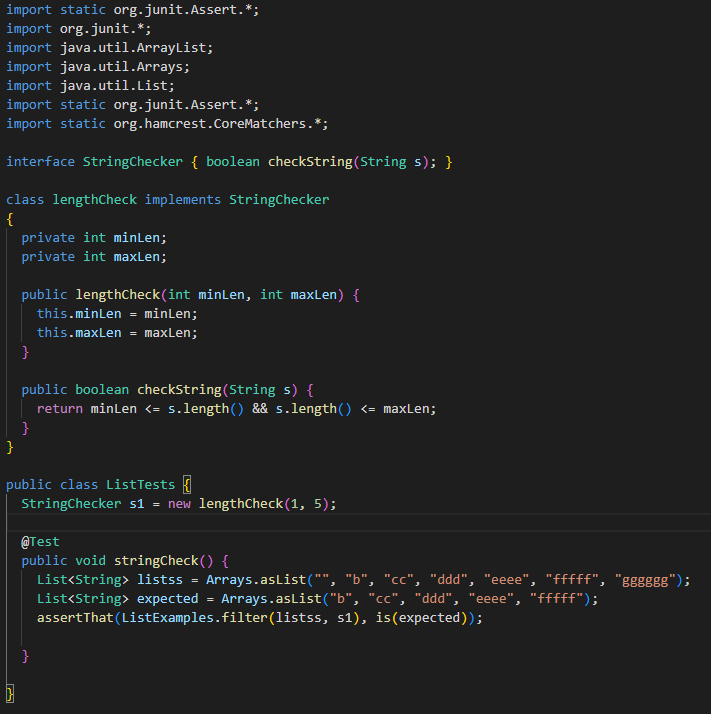 import static org.junit.Assert.*;
import org.junit.*;
import java.util.ArrayList;
import java.util.Arrays;
import java.util.List;
import static org.junit.Assert.*;
import static org.hamcrest.CoreMatchers.*;
interface StringChecker { boolean checkString(String s); }
class lengthCheck implements StringChecker
{
private int minLen;
private int maxLen;
public lengthCheck(int minLen, int maxLen) {
this.minLen = minLen;
this.maxLen = maxLen;
}
public boolean checkString(String s) {
return minLen <= s.length() && s.length() <= maxLen;
}
}
public class ListTests {
StringChecker s1 = new lengthCheck(1, 5);
@Test
public void stringCheck() {
List<String> listss = Arrays.asList("", "b", "cc", "ddd", "eeee", "fffff", "gggggg");
List<String> expected = Arrays.asList("b", "cc", "ddd", "eeee", "fffff");
assertThat(ListExamples.filter(listss, s1), is(expected));
}
}